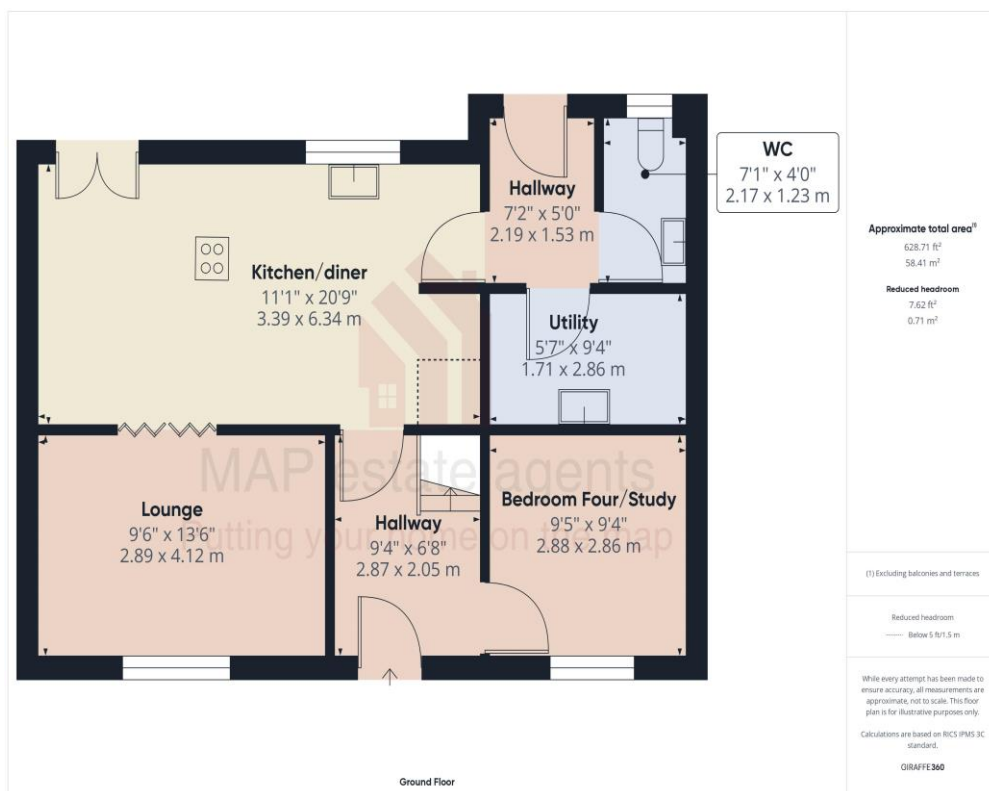 WC
7'1" x 4'0"
2.17 x 1.23 m
Hallway
7'2" x 5'0"
2.19 x 1.53 m
Kitchen/diner
11'1" x 20'9"
3.39 x 6.34 m
Utility
5'7" x 9'4"
1.71 x 2.86 m
MAP estate agents
Putting your home on the map
Lounge
9'6" x 13'6"
2.89 x 4.12 m
Hallway
9'4" x 6'8"
2.87 x 2.05 m
Bedroom Four/Study
9'5" x 9'4"
2.88 x 2.86 m
Ground Floor
Approximate total area(1)
628.71 ft²
58.41 m²
Reduced headroom
7.62 ft²
0.71 m²
(1) Excluding balconies and terraces
Reduced headroom
Below 5 ft/1.5 m
While every attempt has been made to
ensure accuracy, all measurements are
approximate, not to scale. This floor
plan is for illustrative purposes only.
Calculations are based on RICS IPMS 3C
standard.
GIRAFFE360